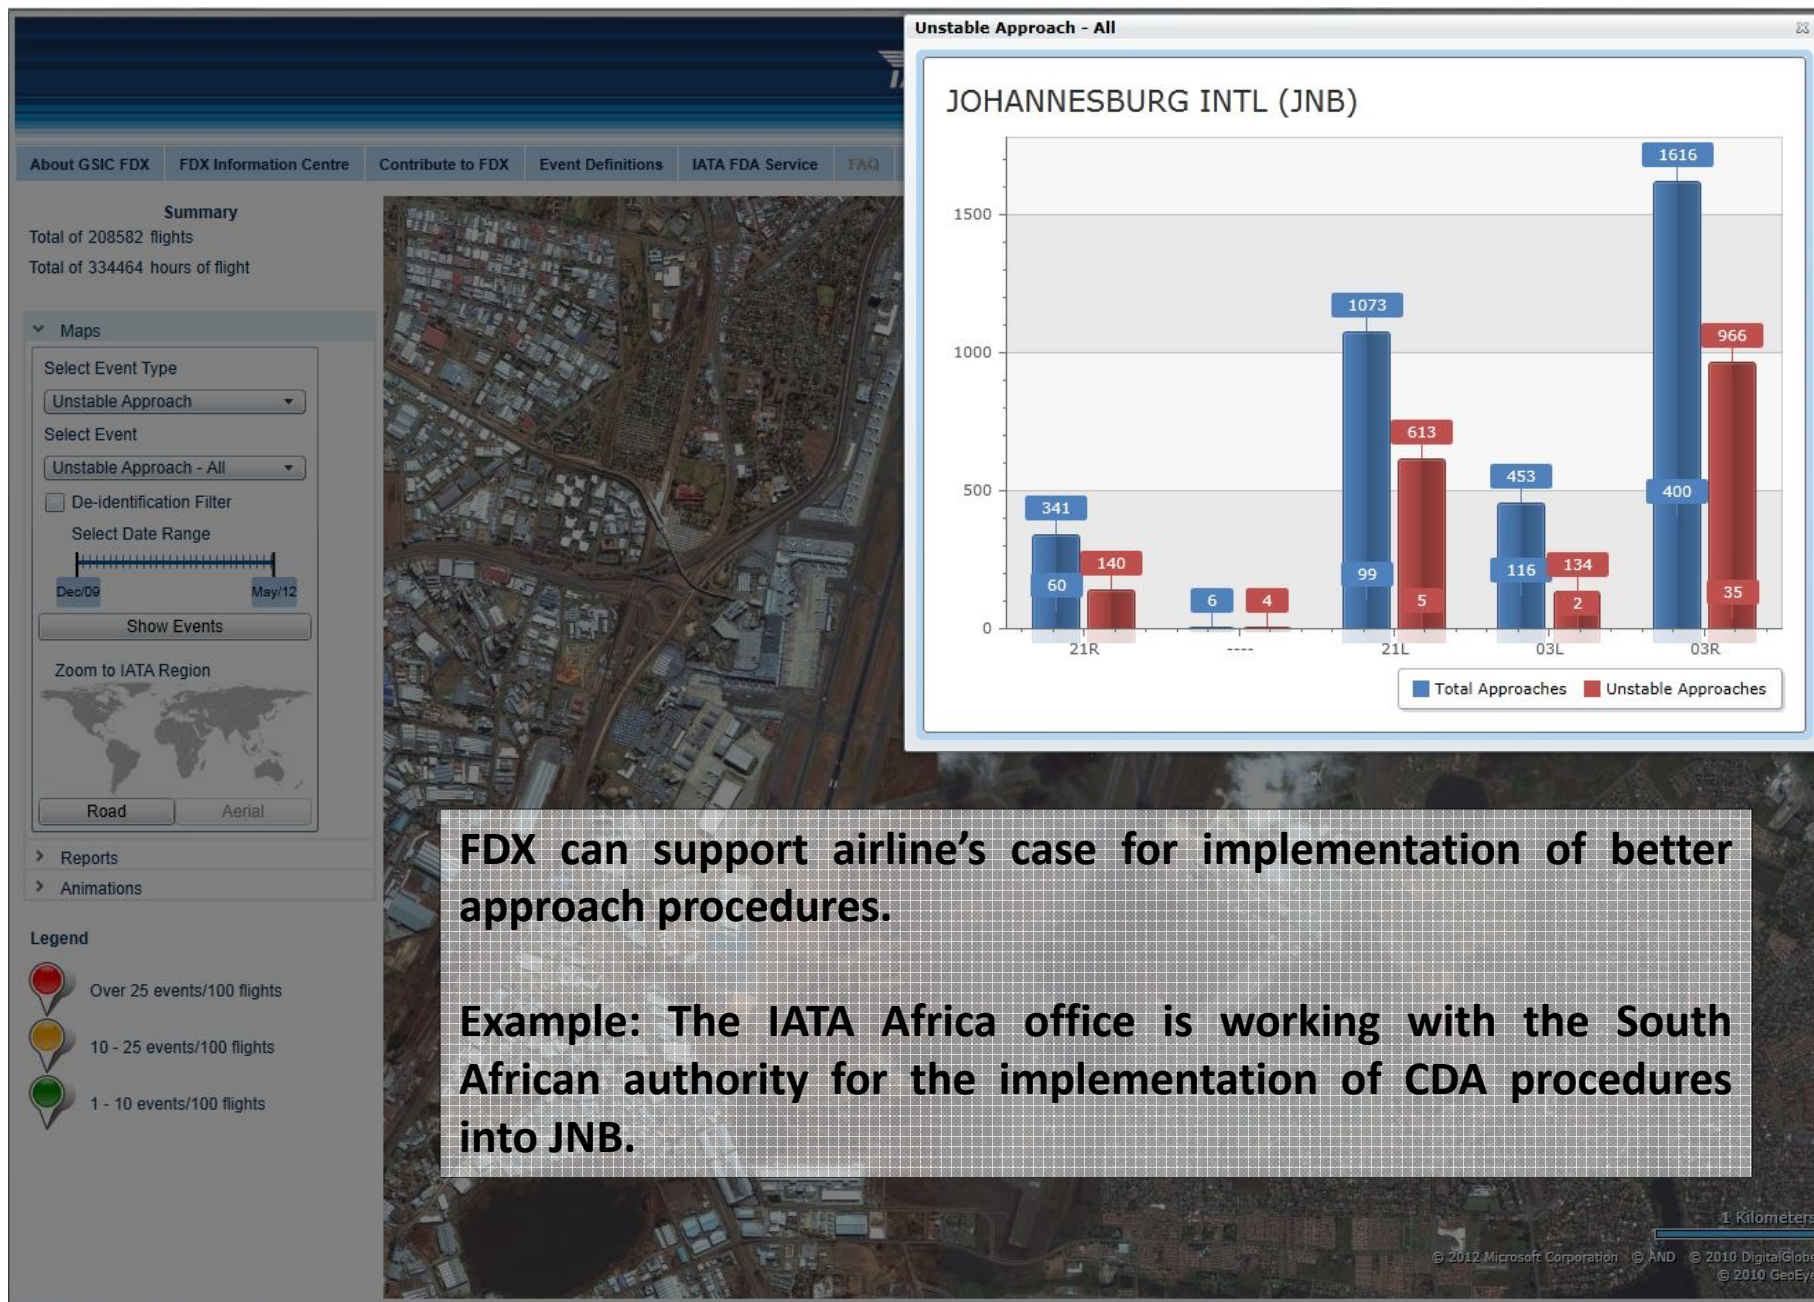 Unstable Approach - All
JOHANNESBURG INTL (JNB)
About GSIC FDX
FDX Information Centre
Contribute to FDX
Event Definitions
IATA FDA Service
FAQ
Summary
Total of 208582 flights
Total of 334464 hours of flight
Maps
Select Event Type
Unstable Approach
Select Event
Unstable Approach - All
De-identification Filter
Select Date Range
Dec/09
May/12
Show Events
Zoom to IATA Region
Road
Aerial
Reports
Animations
Legend
Over 25 events/100 flights
10 - 25 events/100 flights
1 - 10 events/100 flights
1500
1000
500
0
341
60
140
6
4
1073
99
613
5
453
116
134
2
1616
400
966
35
21R
----
21L
03L
03R
Total Approaches
Unstable Approaches
FDX can support airline’s case for implementation of better
approach procedures.
Example: The IATA Africa office is working with the South
African authority for the implementation of CDA procedures
into JNB.
1 Kilometers
© 2012 Microsoft Corporation © AND © 2010 DigitalGlobe
© 2010 GeoEye